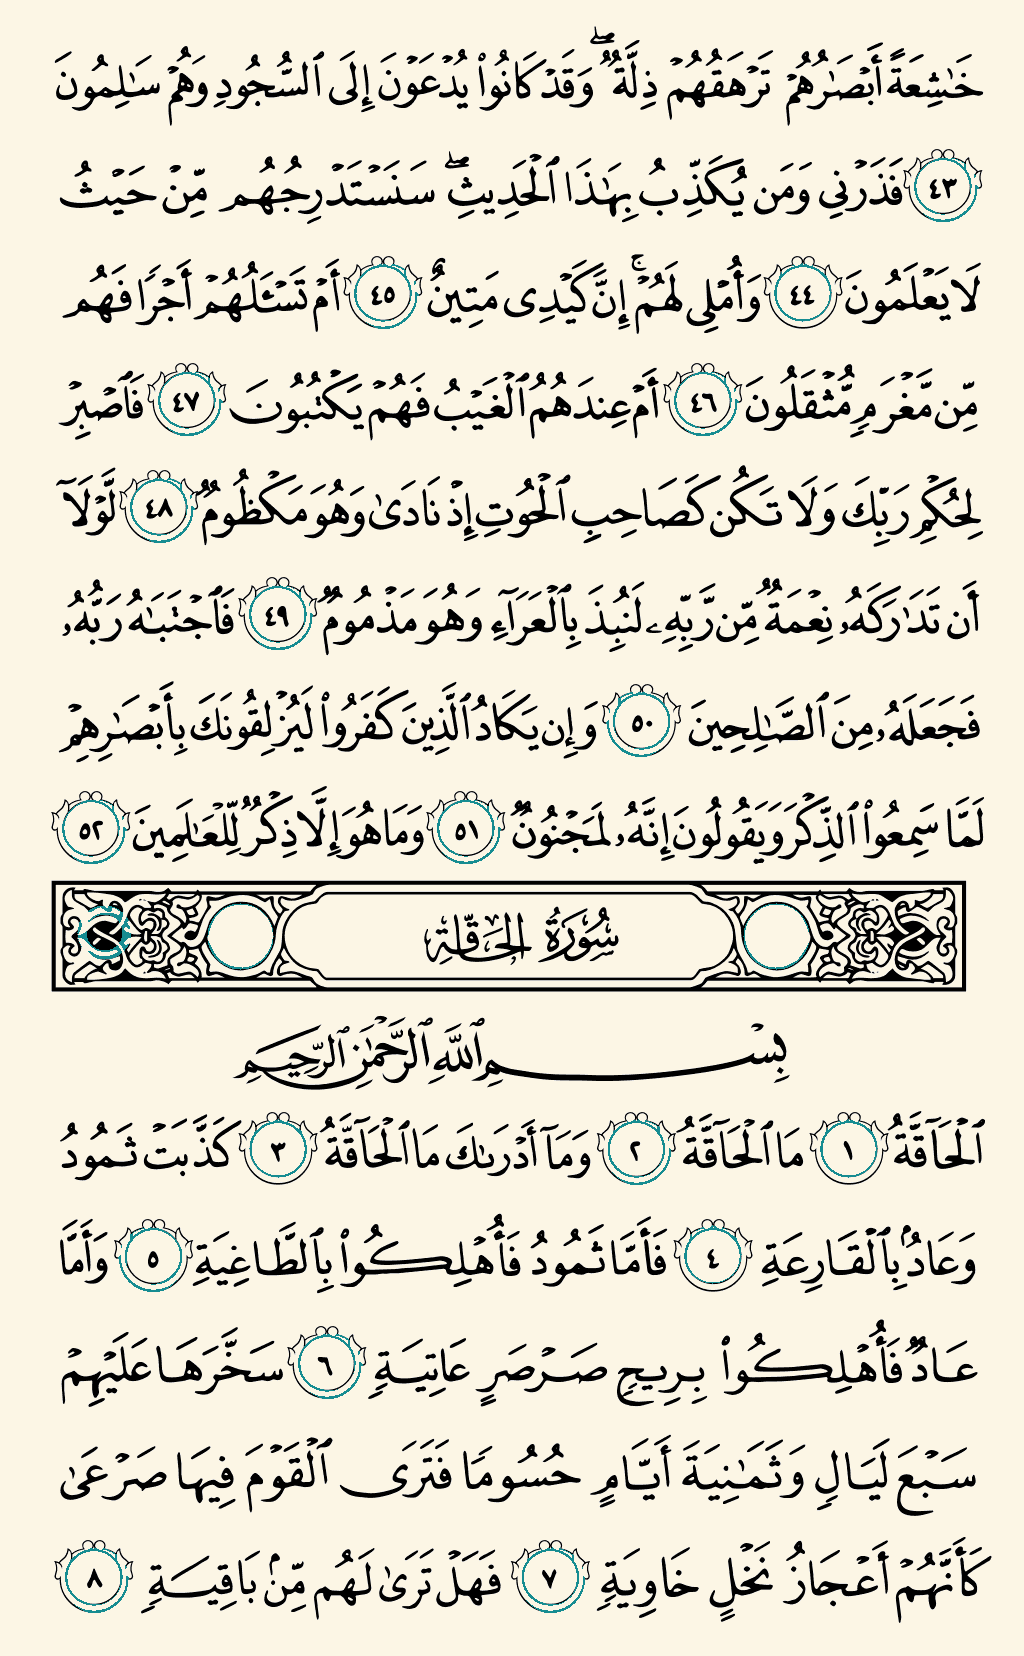 خَٰشِعَةً أَبْصَٰرُهُمْ تَرْهَقُهُمْ ذِلَّةٌ ۖ وَقَدْ كَانُوا۟ يُدْعَوْنَ إِلَى ٱلسُّجُودِ وَهُمْ سَٰلِمُونَ
٤٣ فَذَرْنِى وَمَن يُكَذِّبُ بِهَٰذَا ٱلْحَدِيثِ ۖ سَنَسْتَدْرِجُهُم مِّنْ حَيْثُ
لَا يَعْلَمُونَ ٤٤ وَأُمْلِى لَهُمْ ۚ إِنَّ كَيْدِى مَتِينٌ ٤٥ أَمْ تَسْـَٔلُهُمْ أَجْرًا فَهُم
مِّن مَّغْرَمٍ مُّثْقَلُونَ ٤٦ أَمْ عِندَهُمُ ٱلْغَيْبُ فَهُمْ يَكْتُبُونَ ٤٧ فَٱصْبِرْ
لِحُكْمِ رَبِّكَ وَلَا تَكُن كَصَاحِبِ ٱلْحُوتِ إِذْ نَادَىٰ وَهُوَ مَكْظُومٌ ٤٨ لَّوْلَآ
أَن تَدَٰرَكَهُۥ نِعْمَةٌ مِّن رَّبِّهِۦ لَنُبِذَ بِٱلْعَرَآءِ وَهُوَ مَذْمُومٌ ٤٩ فَٱجْتَبَٰهُ رَبُّهُۥ
فَجَعَلَهُۥ مِنَ ٱلصَّٰلِحِينَ ٥٠ وَإِن يَكَادُ ٱلَّذِينَ كَفَرُوا۟ لَيُزْلِقُونَكَ بِأَبْصَٰرِهِمْ
لَمَّا سَمِعُوا۟ ٱلذِّكْرَ وَيَقُولُونَ إِنَّهُۥ لَمَجْنُونٌ ٥١ وَمَا هُوَ إِلَّا ذِكْرٌ لِّلْعَٰلَمِينَ ٥٢
سُورَةُ الحَاقَّةِ
بِسْمِ ٱللَّهِ ٱلرَّحْمَٰنِ ٱلرَّحِيمِ
ٱلْحَآقَّةُ ١ مَا ٱلْحَآقَّةُ ٢ وَمَآ أَدْرَىٰكَ مَا ٱلْحَآقَّةُ ٣ كَذَّبَتْ ثَمُودُ
وَعَادٌۢ بِٱلْقَارِعَةِ ٤ فَأَمَّا ثَمُودُ فَأُهْلِكُوا۟ بِٱلطَّاغِيَةِ ٥ وَأَمَّا
عَادٌ فَأُهْلِكُوا۟ بِرِيحٍ صَرْصَرٍ عَاتِيَةٍ ٦ سَخَّرَهَا عَلَيْهِمْ
سَبْعَ لَيَالٍ وَثَمَٰنِيَةَ أَيَّامٍ حُسُومًا فَتَرَى ٱلْقَوْمَ فِيهَا صَرْعَىٰ
كَأَنَّهُمْ أَعْجَازُ نَخْلٍ خَاوِيَةٍ ٧ فَهَلْ تَرَىٰ لَهُم مِّنۢ بَاقِيَةٍ ٨